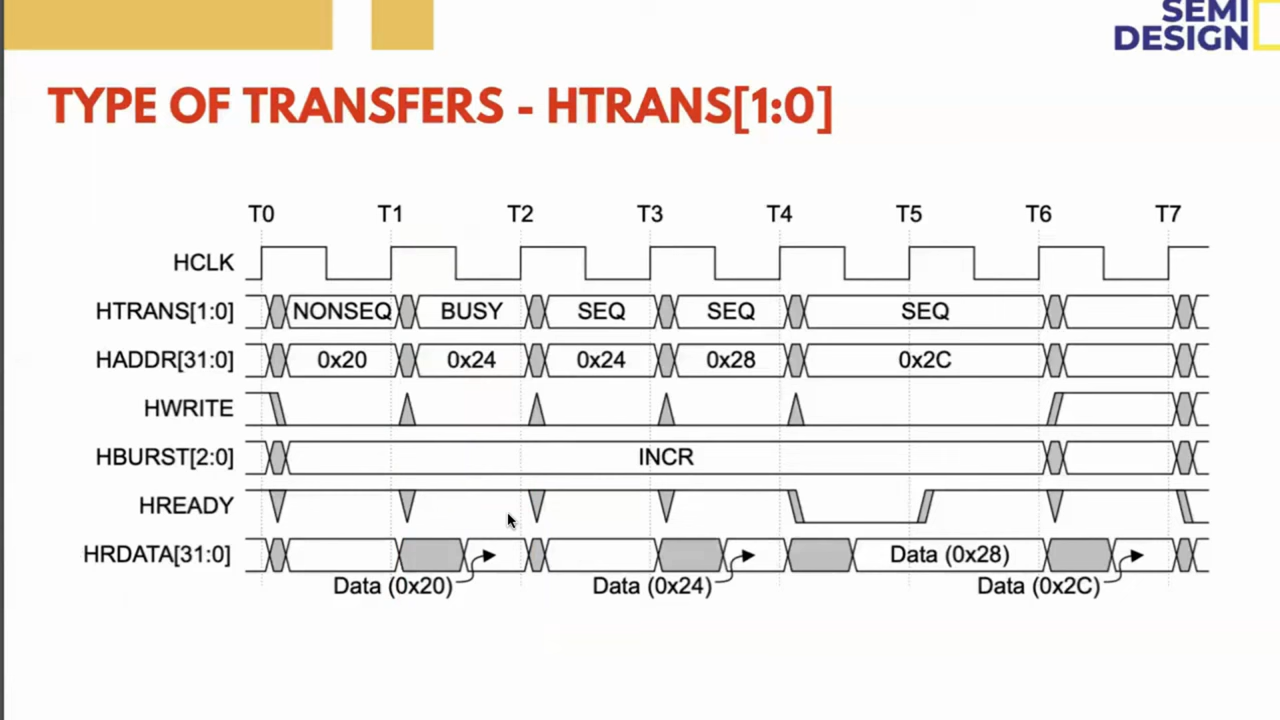 SEMI
DESIGN
TYPE OF TRANSFERS - HTRANS[1:0]
T0 T1 T2 T3 T4 T5 T6 T7
HCLK
HTRANS[1:0] NONSEQ BUSY SEQ SEQ SEQ
HADDR[31:0] 0x20 0x24 0x24 0x28 0x2C
HWRITE
HBURST[2:0] INCR
HREADY
HRDATA[31:0] Data (0x28)
Data (0x20) Data (0x24) Data (0x2C)